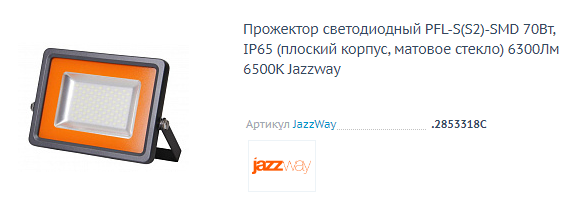 Прожектор светодиодный PFL-S(S2)-SMD 70Вт,
IP65 (плоский корпус, матовое стекло) 6300Лм
6500K Jazzway
Артикул JazzWay .2853318C
jazzway